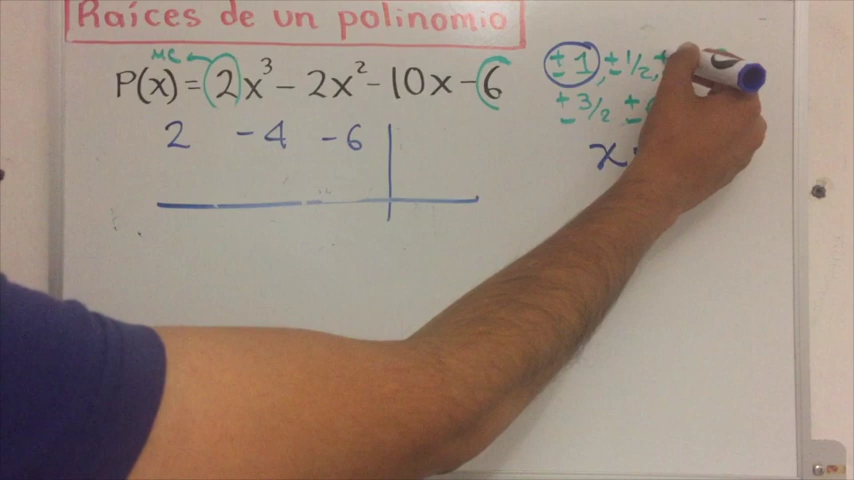 Raíces de un polinomio
MC
P(x) = 2x³ - 2x² - 10x - 6
± 1, ± 1/2, ±
± 3/2 ±
2 -4 -6
x